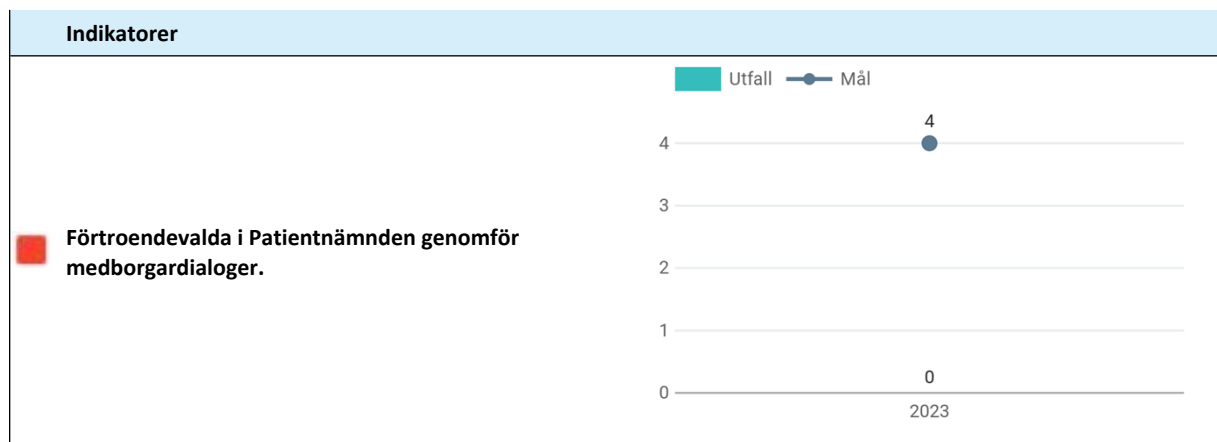 Indikatorer
Utfall Mål
4
4
3
Förtroendevalda i Patientnämnden genomför
medborgardialoger.
2
1
0
0
2023